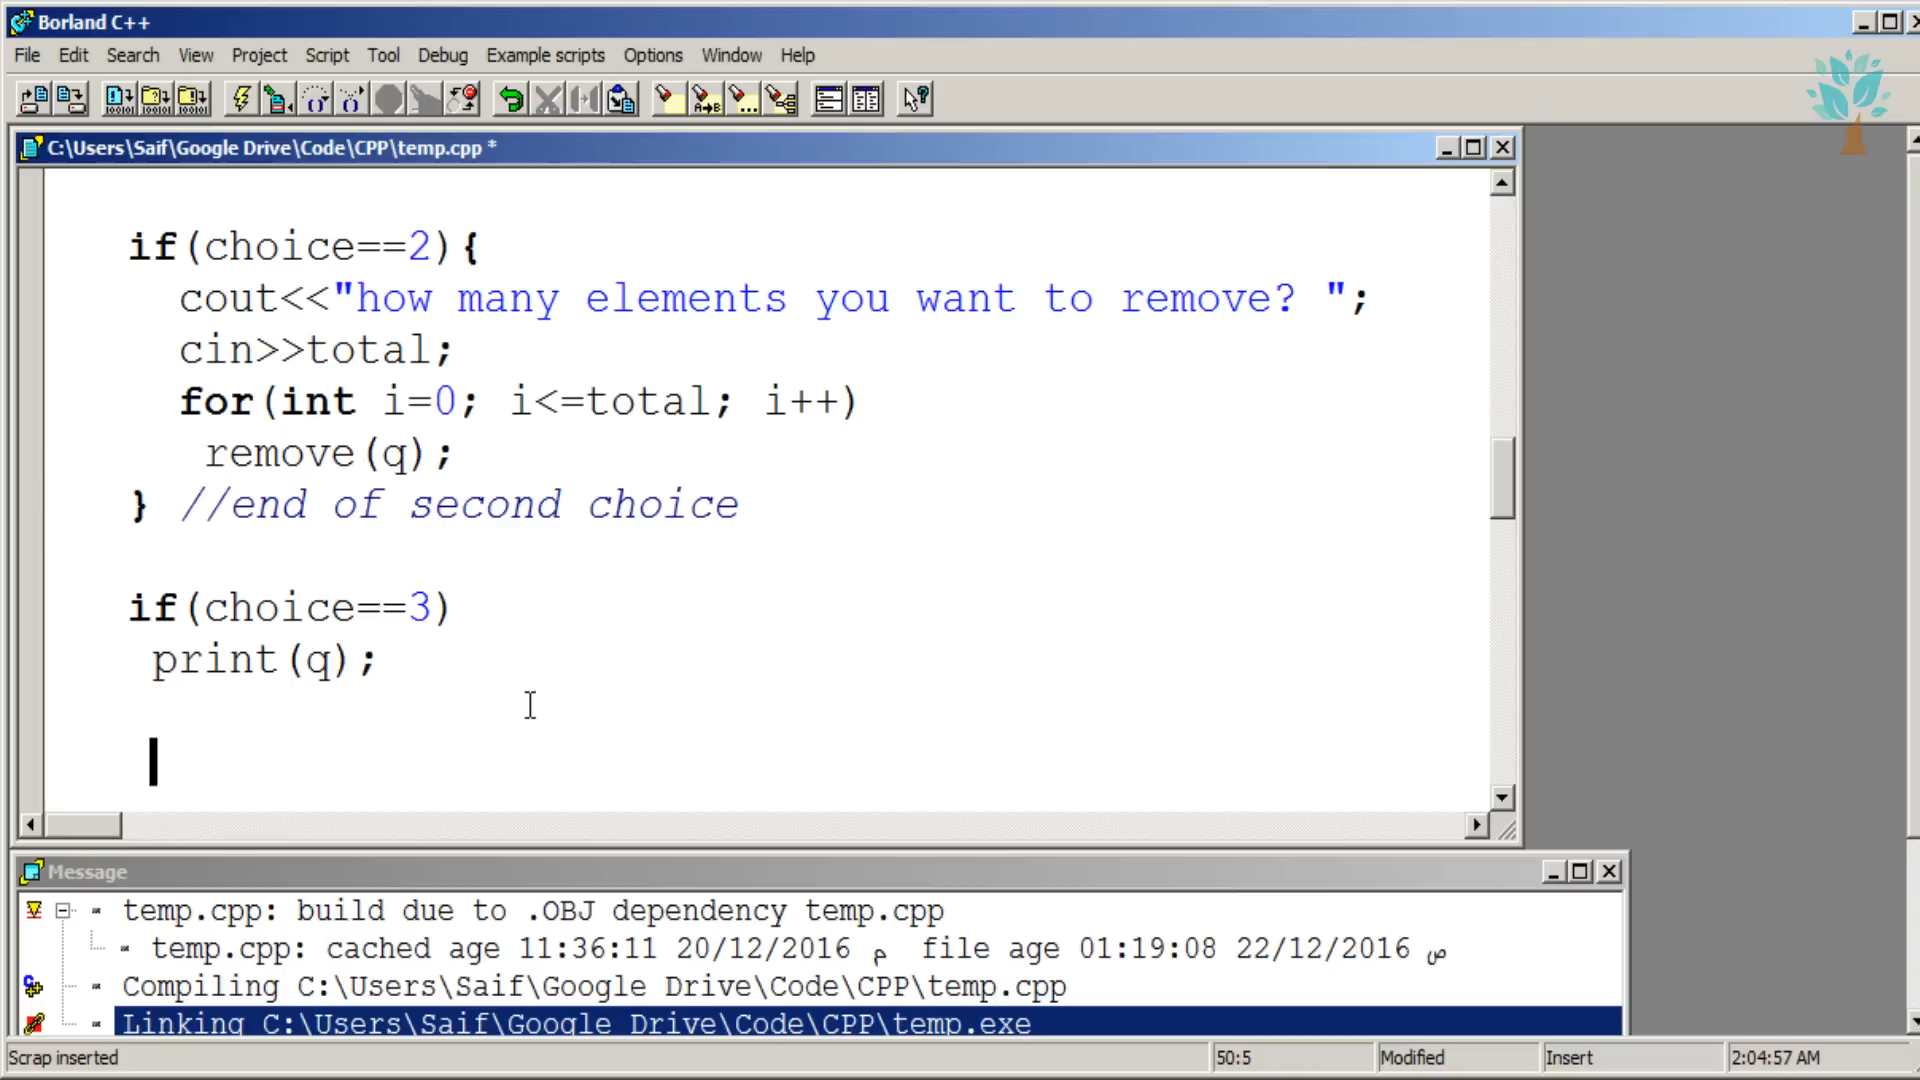 Borland C++
File Edit Search View Project Script Tool Debug Example scripts Options Window Help
C:\Users\Saif\Google Drive\Code\CPP\temp.cpp *
if(choice==2){
cout<<"how many elements you want to remove? ";
cin>>total;
for(int i=0; i<=total; i++)
remove(q);
} //end of second choice
if(choice==3)
print(q);
Message
temp.cpp: build due to .OBJ dependency temp.cpp
temp.cpp: cached age 11:36:11 20/12/2016 م file age 01:19:08 22/12/2016 ص
Compiling C:\Users\Saif\Google Drive\Code\CPP\temp.cpp
Linking C:\Users\Saif\Google Drive\Code\CPP\temp.exe
Scrap inserted 50:5 Modified Insert 2:04:57 AM